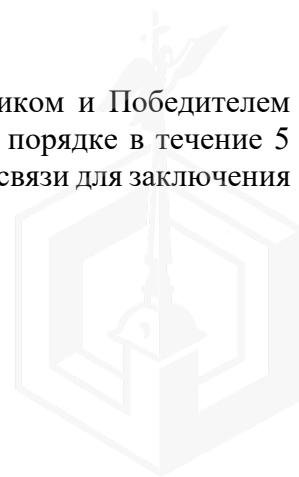 иком и Победителем
порядке в течение 5
связи для заключения